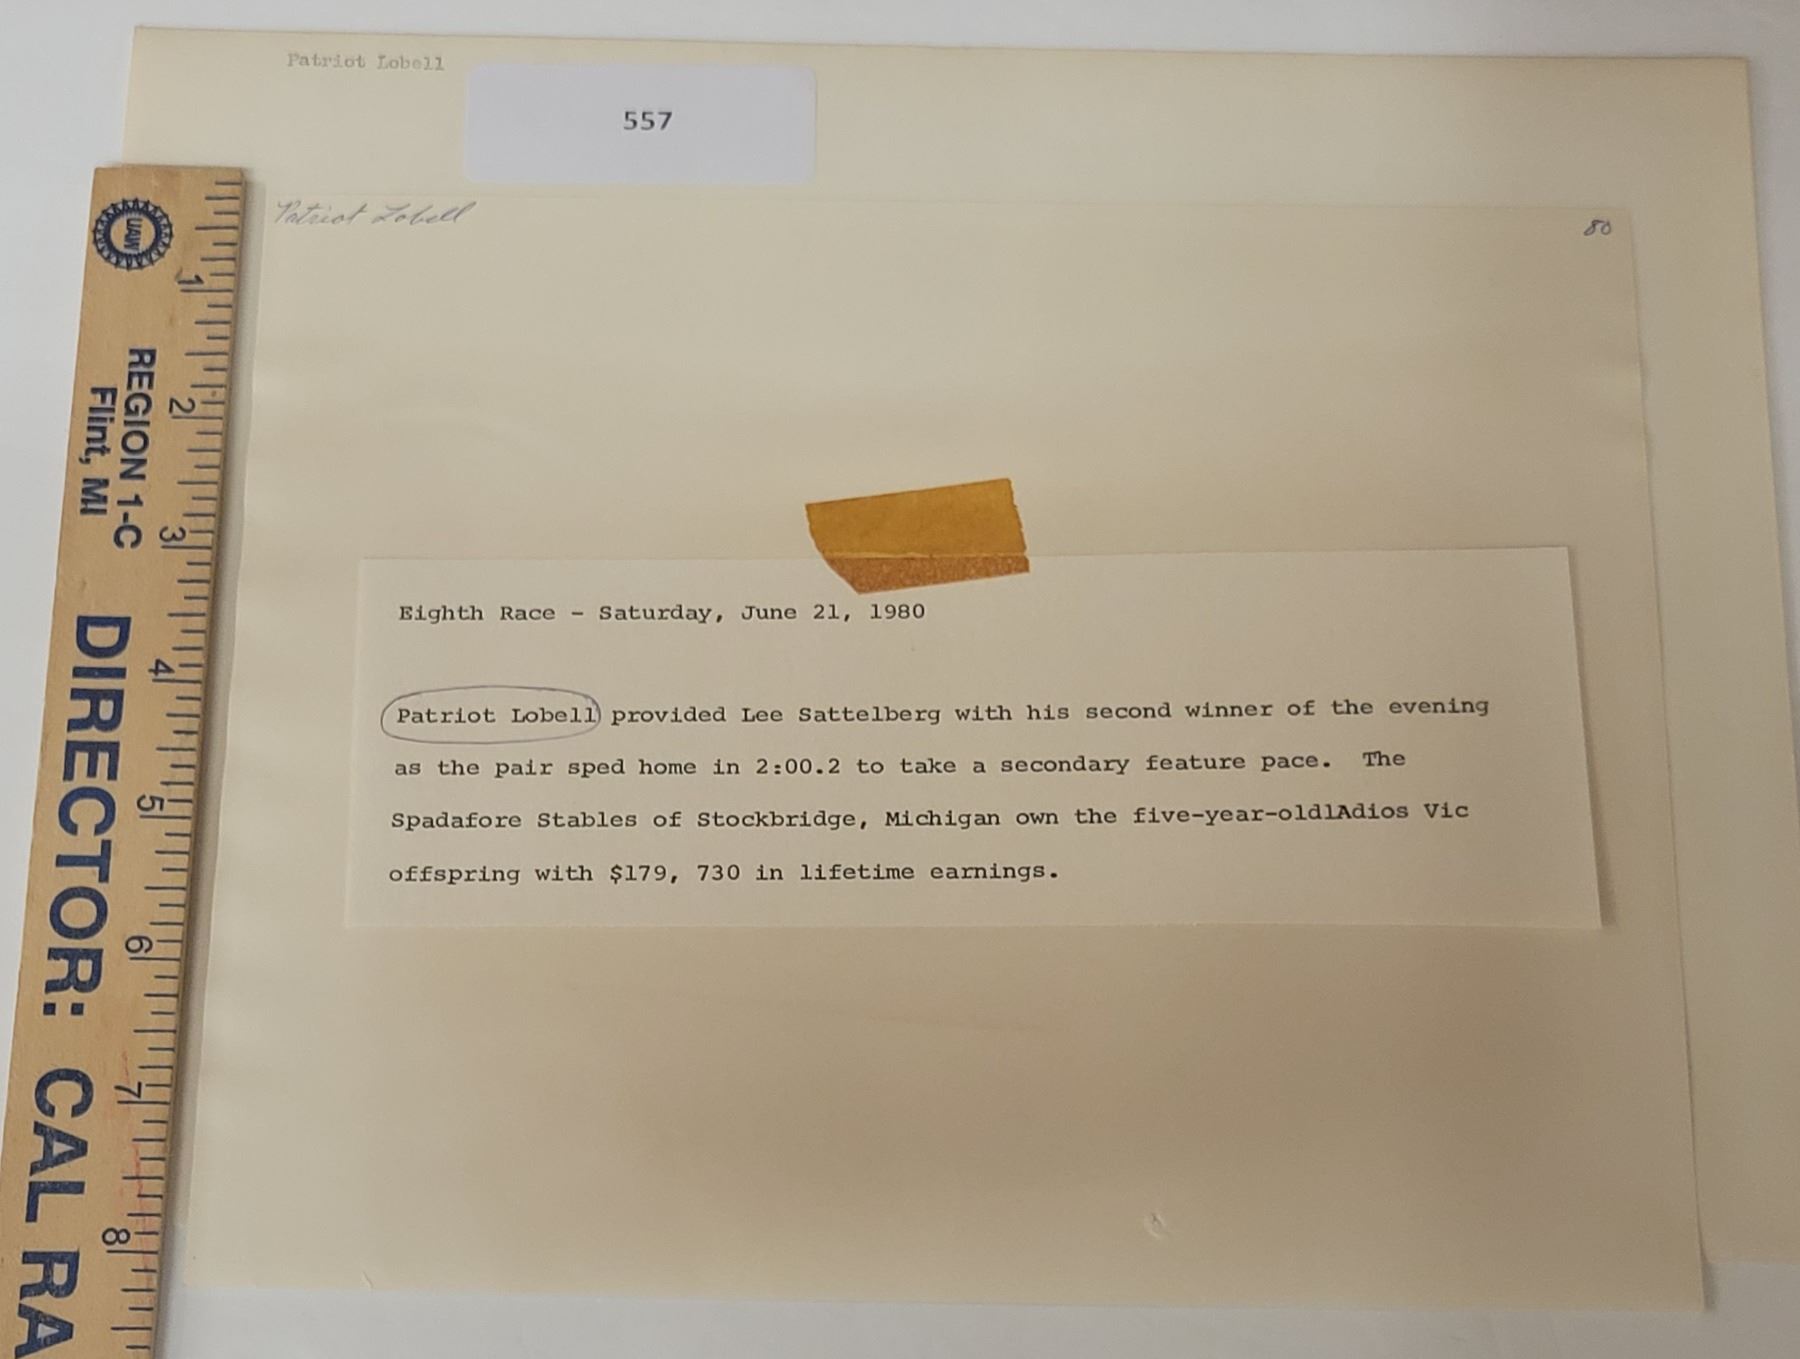 Patriot Lobell
557
Patriot Lobell
80
Eighth Race - Saturday, June 21, 1980
Patriot Lobell provided Lee Sattelberg with his second winner of the evening
as the pair sped home in 2:00.2 to take a secondary feature pace. The
Spadafore Stables of Stockbridge, Michigan own the five-year-oldlAdios Vic
offspring with $179, 730 in lifetime earnings.
UAW
REGION 1-C
Flint, MI
DIRECTOR: CAL RA
1
2
3
4
5
6
7
8